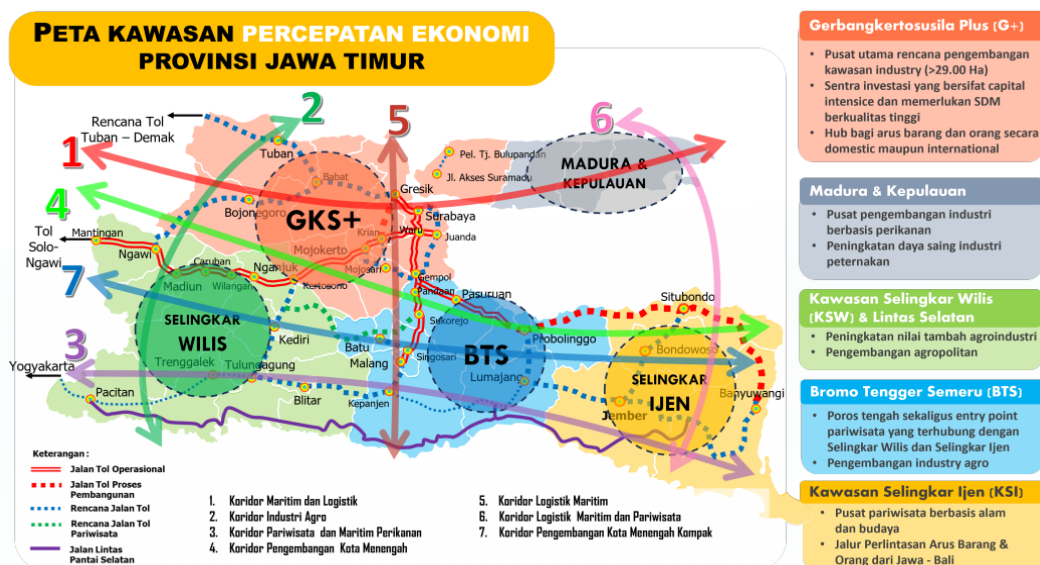 PETA KAWASAN PERCEPATAN EKONOMI
PROVINSI JAWA TIMUR
1
2
3
4
5
6
7
Rencana Tol
Tuban – Demak
Tuban
Babat
Bojonegoro
GKS+
Gresik
Pel. Tj. Bulupandan
Jl. Akses Suramadu
MADURA &
KEPULAUAN
Surabaya
Waru
Juanda
Krian
Mojokerto
Mojosari
Gempol
Pandaan
Pasuruan
Sukorejo
Tol
Solo-
Ngawi
Mantingan
Ngawi
Caruban
Madiun
Wilangan
Nganjuk
Kertosono
SELINGKAR
WILIS
Kediri
Batu
Malang
Singosari
BTS
Probolinggo
Situbondo
Bondowoso
SELINGKAR
IJEN
Banyuwangi
Jember
Lumajang
Yogyakarta
Pacitan
Trenggalek
Tulungagung
Blitar
Kepanjen
Keterangan :
Jalan Tol Operasional
Jalan Tol Proses
Pembangunan
Rencana Jalan Tol
Rencana Jalan Tol
Pariwisata
Jalan Lintas
Pantai Selatan
1. Koridor Maritim dan Logistik
2. Koridor Industri Agro
3. Koridor Pariwisata dan Maritim Perikanan
4. Koridor Pengembangan Kota Menengah
5. Koridor Logistik Maritim
6. Koridor Logistik Maritim dan Pariwisata
7. Koridor Pengembangan Kota Menengah Kompak
Gerbangkertosusila Plus (G+)
• Pusat utama rencana pengembangan
kawasan industry (>29.00 Ha)
• Sentra investasi yang bersifat capital
intensice dan memerlukan SDM
berkualitas tinggi
• Hub bagi arus barang dan orang secara
domestic maupun international
Madura & Kepulauan
• Pusat pengembangan industri
berbasis perikanan
• Peningkatan daya saing industri
peternakan
Kawasan Selingkar Wilis
(KSW) & Lintas Selatan
• Peningkatan nilai tambah agroindustri
• Pengembangan agropolitan
Bromo Tengger Semeru (BTS)
• Poros tengah sekaligus entry point
pariwisata yang terhubung dengan
Selingkar Wilis dan Selingkar Ijen
• Pengembangan industry agro
Kawasan Selingkar Ijen (KSI)
• Pusat pariwisata berbasis alam
dan budaya
• Jalur Perlintasan Arus Barang &
Orang dari Jawa - Bali